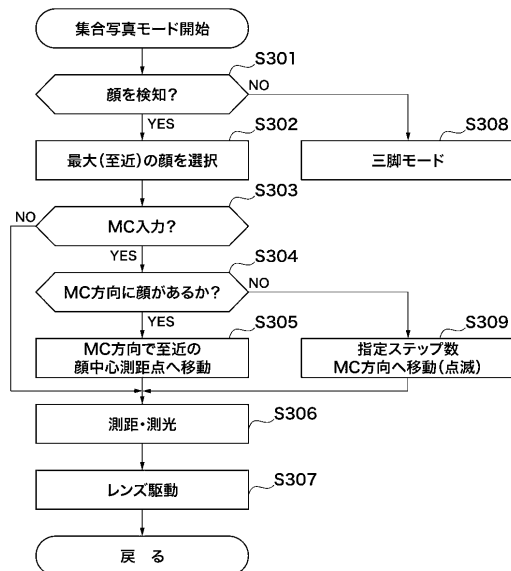 集合写真モード開始
S301
顔を検知?
NO
YES
S302
S308
最大(至近)の顔を選択
三脚モード
S303
NO
MC入力?
YES
S304
MC方向に顔があるか?
NO
YES
S305
S309
MC方向で至近の
顔中心測距点へ移動
指定ステップ数
MC方向へ移動(点滅)
S306
測距・測光
S307
レンズ駆動
戻 る